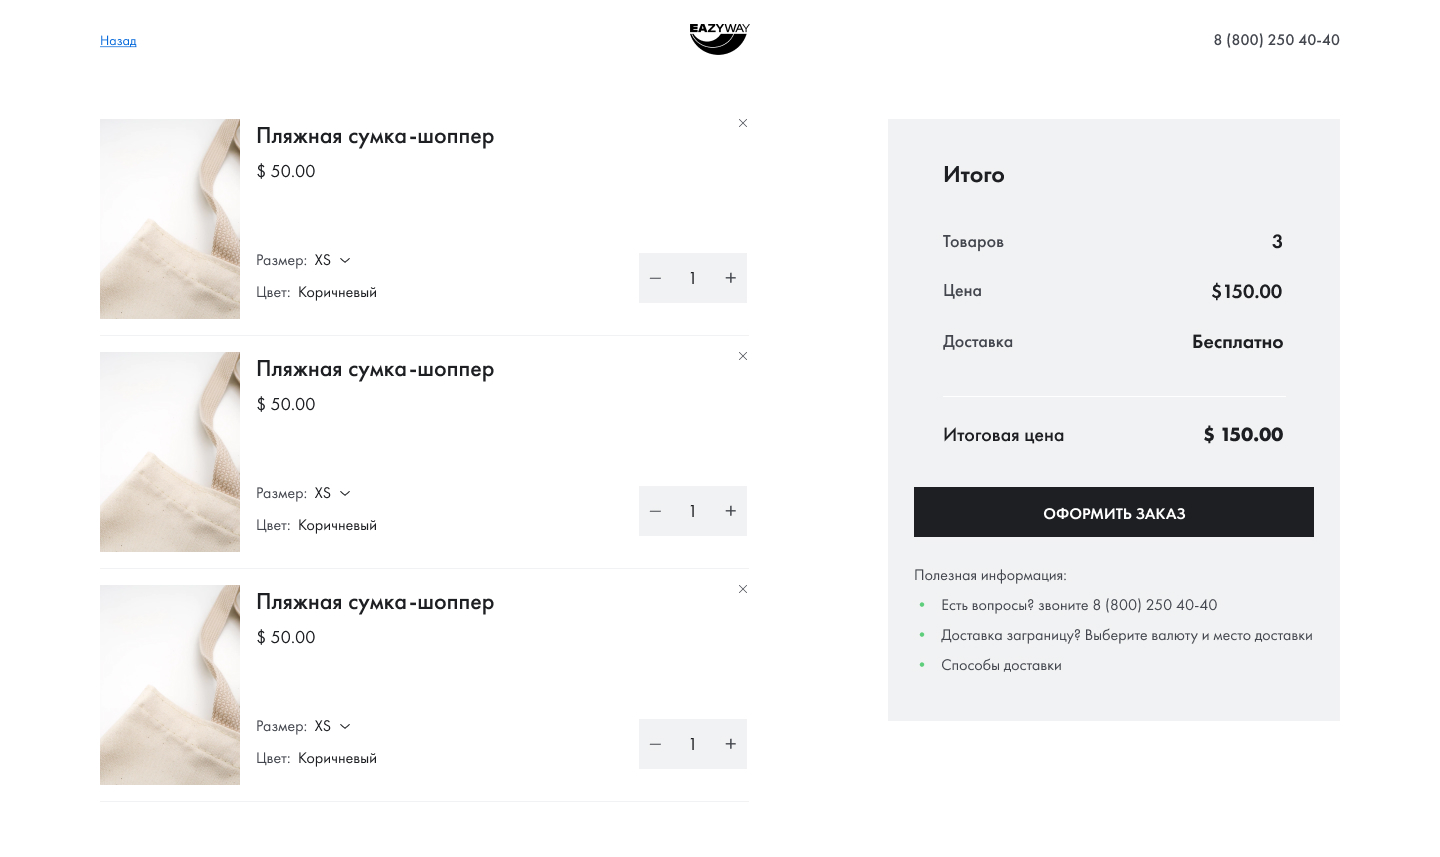 Назад
EAZYWAY
8 (800) 250 40-40
Пляжная сумка-шоппер
$ 50.00
Размер: XS
Цвет: Коричневый
1
Пляжная сумка-шоппер
$ 50.00
Размер: XS
Цвет: Коричневый
1
Пляжная сумка-шоппер
$ 50.00
Размер: XS
Цвет: Коричневый
1
Итого
Товаров 3
Цена $150.00
Доставка Бесплатно
Итоговая цена $ 150.00
ОФОРМИТЬ ЗАКАЗ
Полезная информация:
Есть вопросы? звоните 8 (800) 250 40-40
Доставка заграницу? Выберите валюту и место доставки
Способы доставки